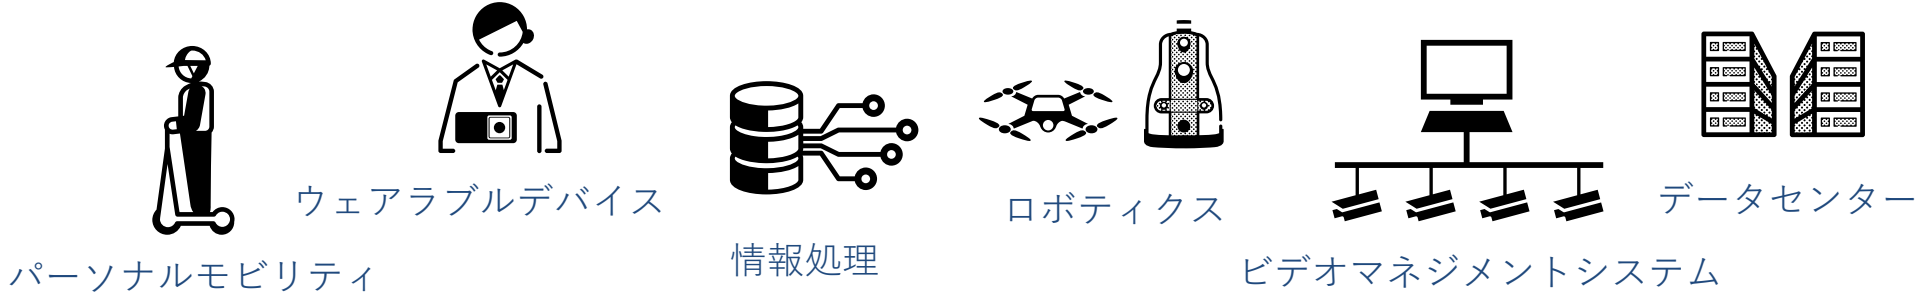 パーソナルモビリティ
ウェアラブルデバイス
情報処理
ロボティクス
ビデオマネジメントシステム
データセンター